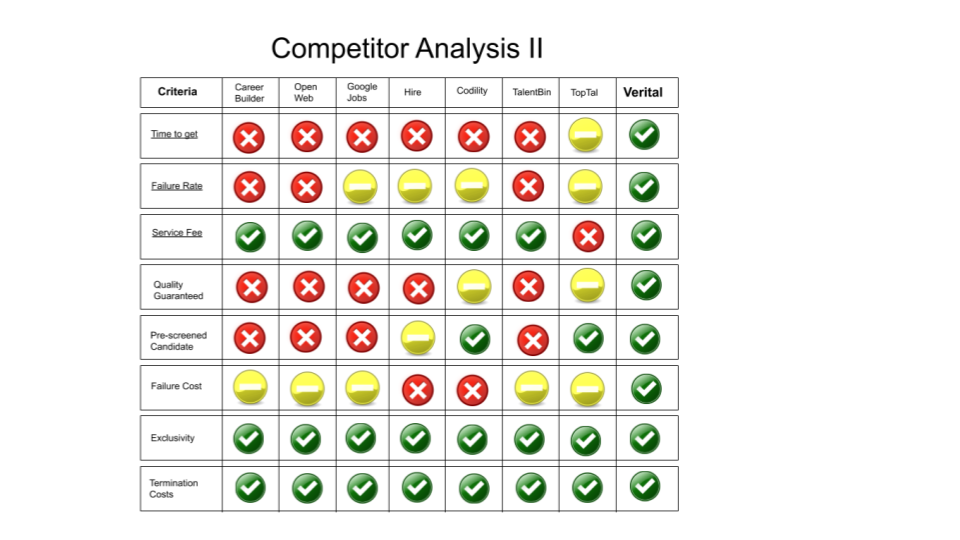 Competitor Analysis II
Criteria
Career
Builder
Open
Web
Google
Jobs
Hire
Codility
TalentBin
TopTal
Verital
Time to get
Failure Rate
Service Fee
Quality
Guaranteed
Pre-screened
Candidate
Failure Cost
Exclusivity
Termination
Costs